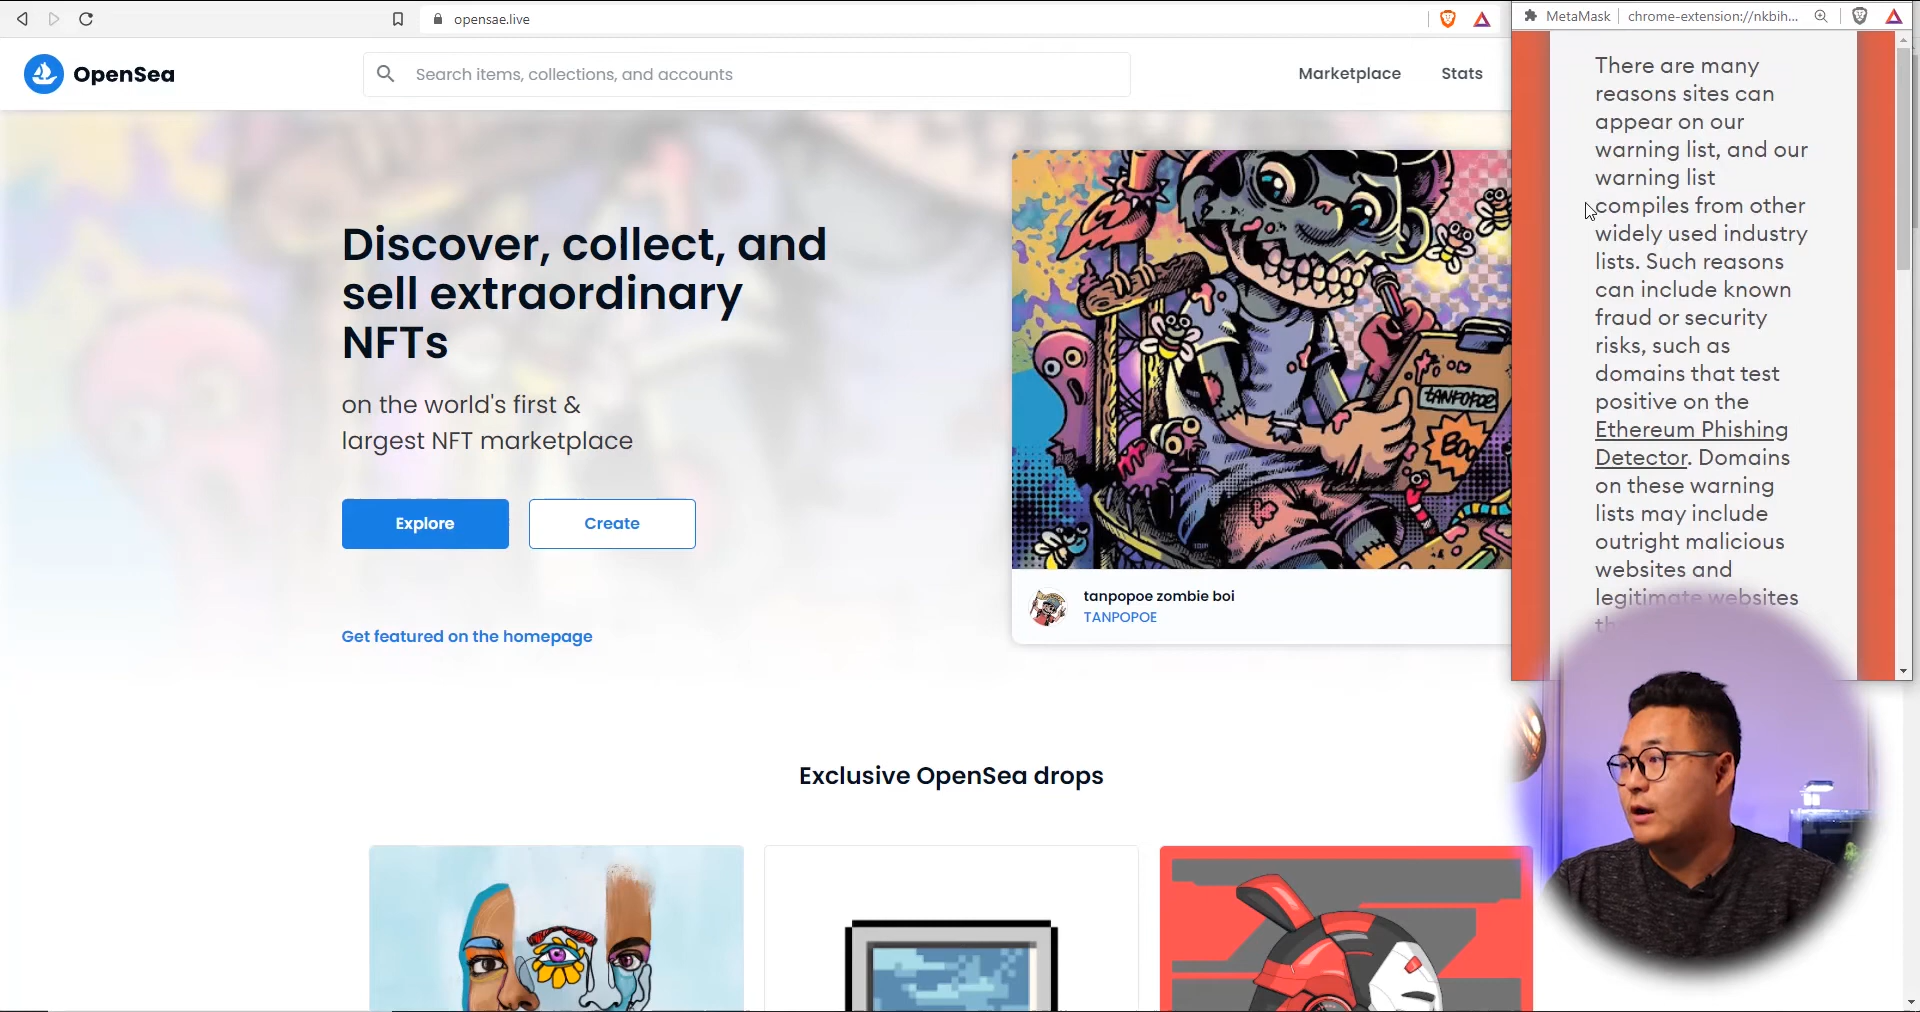 opensae.live
MetaMask
chrome-extension://nkbih...
OpenSea
Search items, collections, and accounts
Marketplace
Stats
Discover, collect, and
sell extraordinary
NFTs
on the world's first &
largest NFT marketplace
Explore
Create
Get featured on the homepage
TANPOPOE
BOO
tanpopoe zombie boi
TANPOPOE
There are many
reasons sites can
appear on our
warning list, and our
warning list
compiles from other
widely used industry
lists. Such reasons
can include known
fraud or security
risks, such as
domains that test
positive on the
Ethereum Phishing
Detector. Domains
on these warning
lists may include
outright malicious
websites and
legitimate websites
Exclusive OpenSea drops